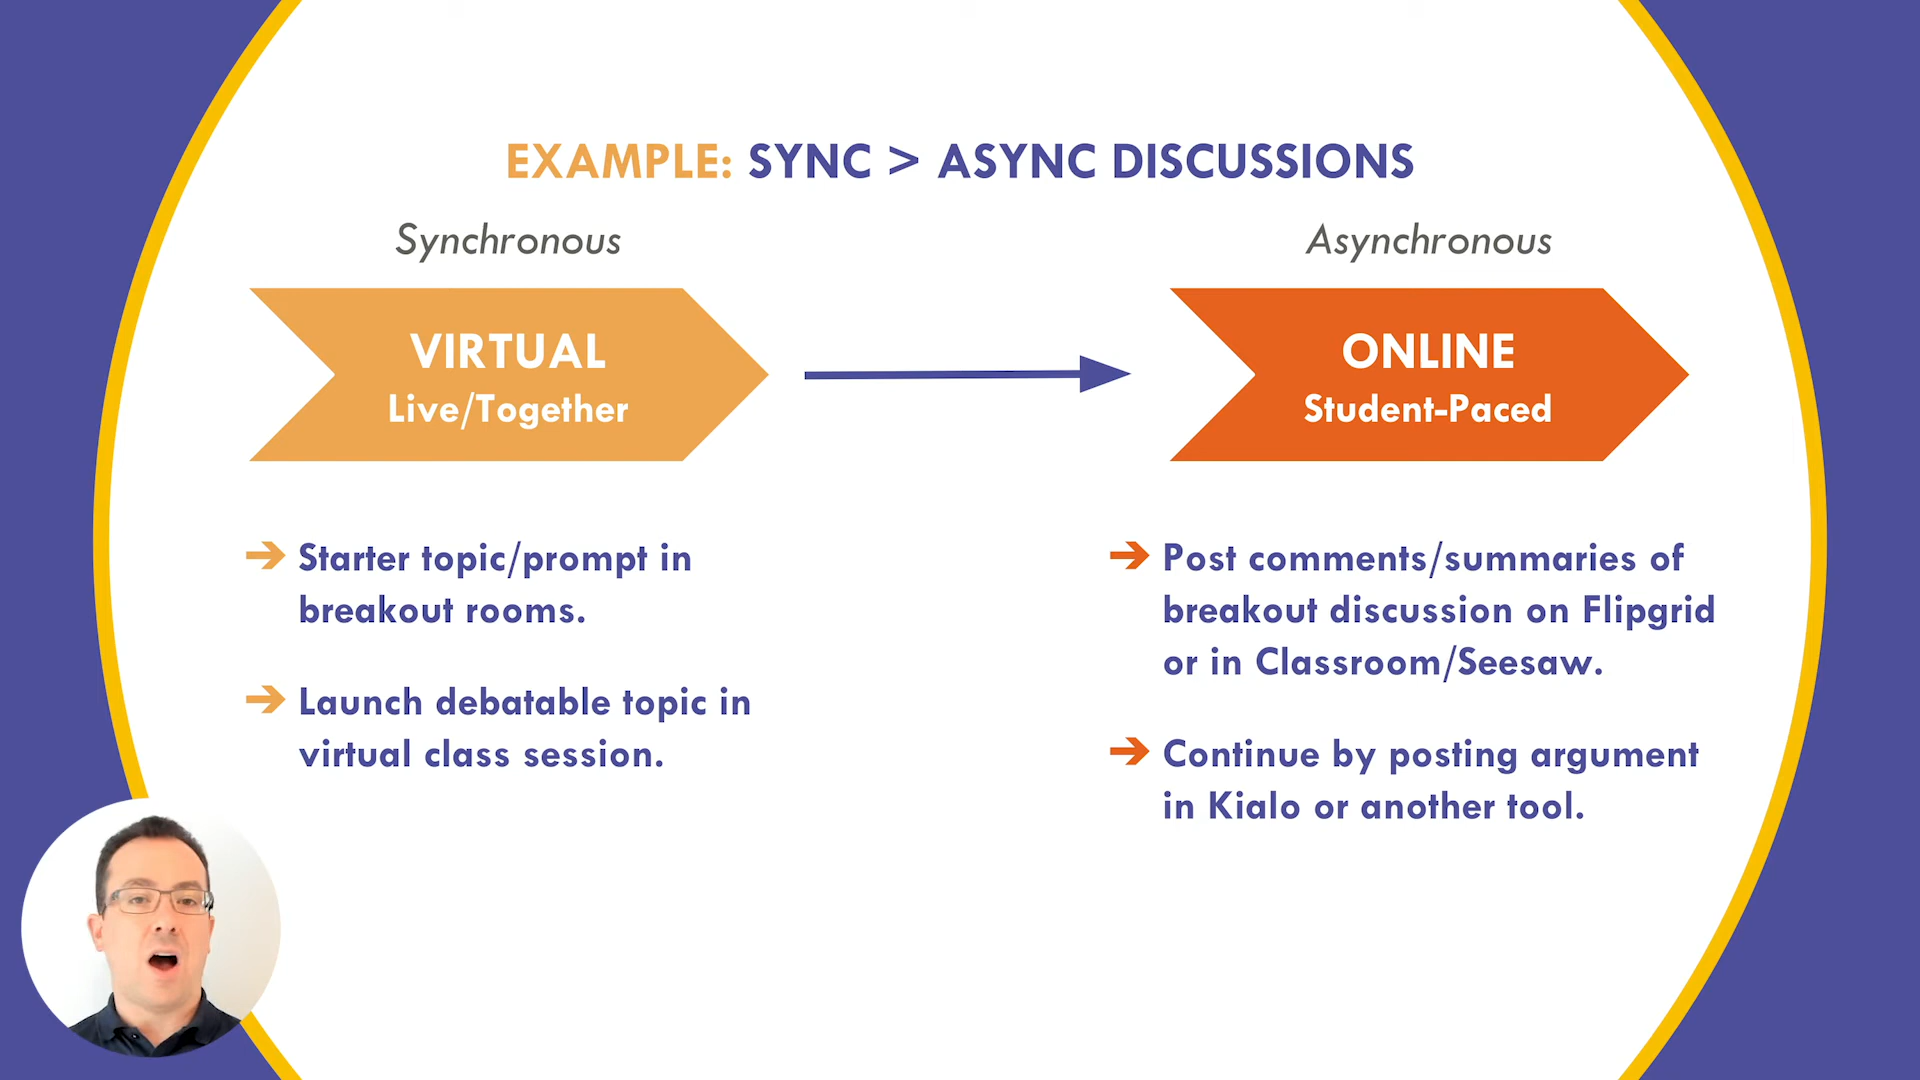 EXAMPLE: SYNC > ASYNC DISCUSSIONS
Synchronous
VIRTUAL
Live/Together
Starter topic/prompt in
breakout rooms.
Launch debatable topic in
virtual class session.
Asynchronous
ONLINE
Student-Paced
Post comments/summaries of
breakout discussion on Flipgrid
or in Classroom/Seesaw.
Continue by posting argument
in Kialo or another tool.